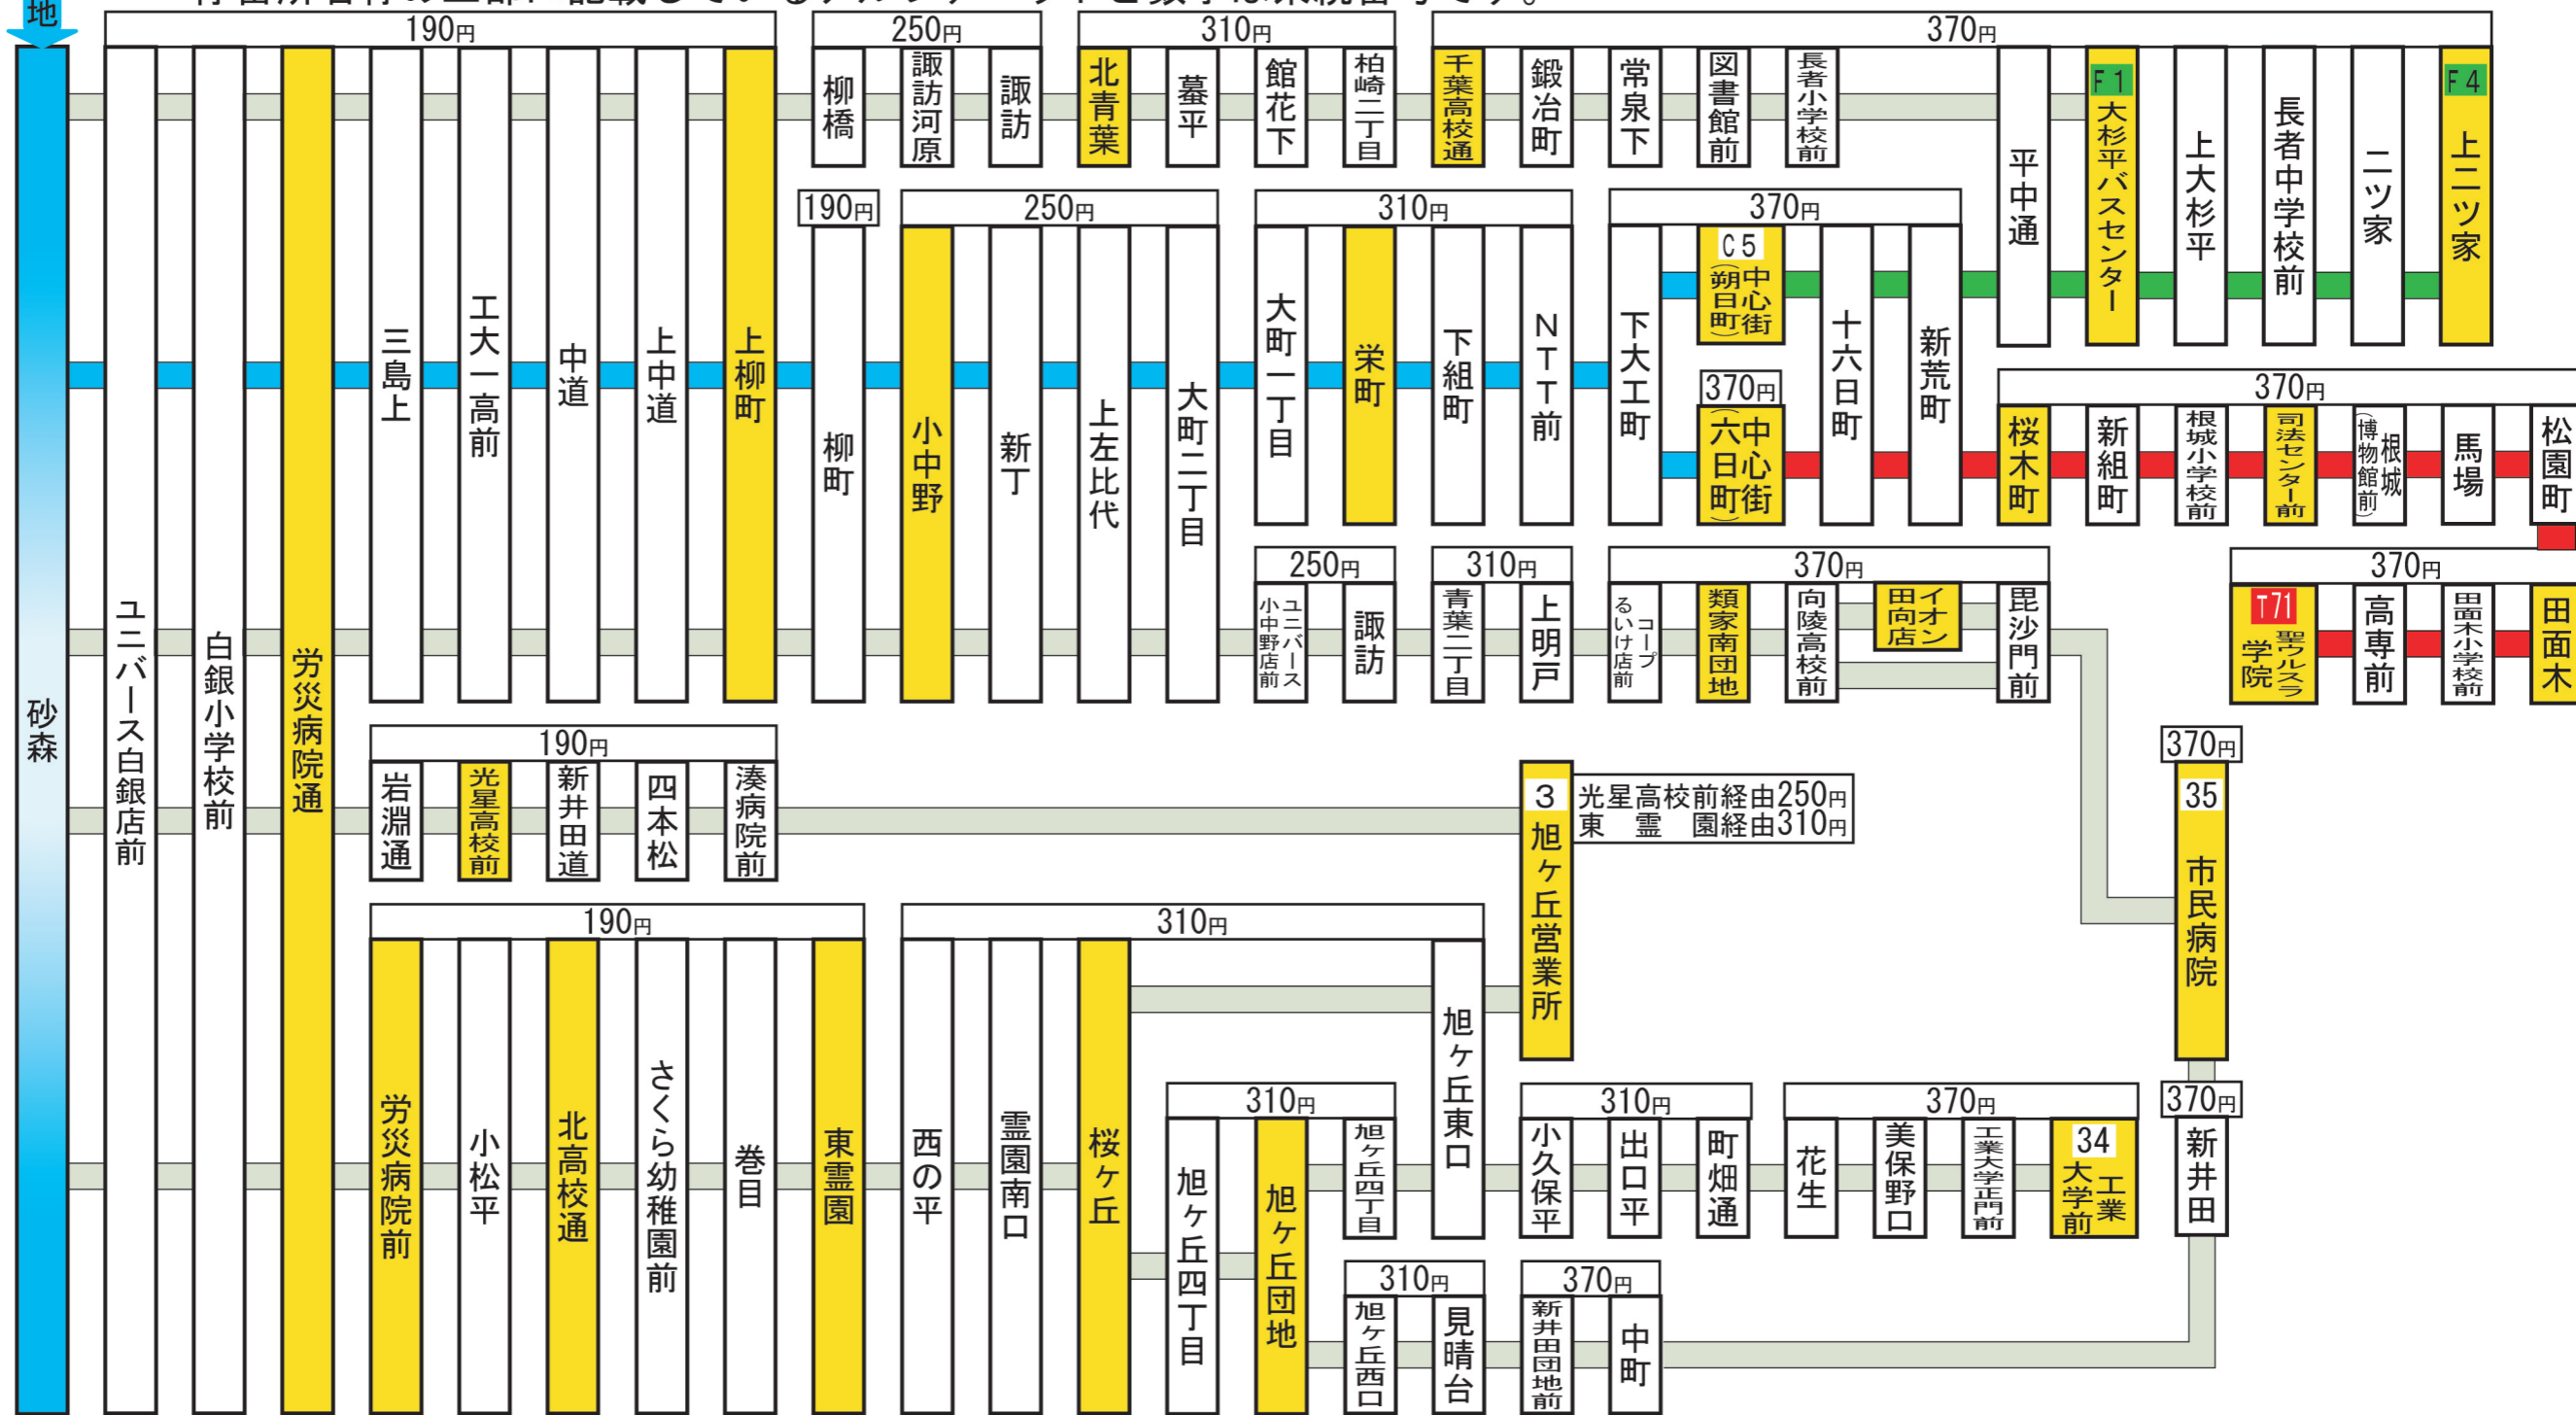 地
190円
250円
310円
370円
砂森
ユニバース白銀店前
白銀小学校前
労災病院通
三島上
工大一高前
中道
上中道
上柳町
柳橋
諏訪河原
諏訪
北青葉
蟇平
館花下
柏崎二丁目
千葉高校通
鍛冶町
常泉下
図書館前
長者小学校前
平中通
F1
大杉平バスセンター
上大杉平
長者中学校前
二ツ家
F4
上二ツ家
190円
250円
310円
370円
柳町
小中野
新丁
上左比代
大町二丁目
大町一丁目
栄町
下組町
NTT前
下大工町
C5
中心街
(朔日町)
370円
中心街
(六日町)
十六日町
新荒町
370円
桜木町
新組町
根城小学校前
司法センター前
根城
(博物館前)
馬場
松園町
250円
310円
370円
ユニバース
小中野店前
諏訪
青葉二丁目
上明戸
コープ
るいけ店前
類家南団地
向陵高校前
イオン
田向店
毘沙門前
370円
T71
聖ウルスラ
学院
高専前
田面木小学校前
田面木
190円
岩淵通
光星高校前
新井田道
四本松
湊病院前
3
旭ヶ丘営業所
光星高校前経由250円
東霊園経由310円
370円
35
市民病院
190円
310円
労災病院前
小松平
北高校通
さくら幼稚園前
巻目
東霊園
西の平
霊園南口
桜ヶ丘
旭ヶ丘東口
310円
旭ヶ丘四丁目
旭ヶ丘団地
旭ヶ丘四丁目
310円
小久保平
出口平
町畑通
370円
花生
美保野口
工業大学正門前
34
工業
大学前
370円
新井田
310円
旭ヶ丘西口
見晴台
370円
新井田団地前
中町